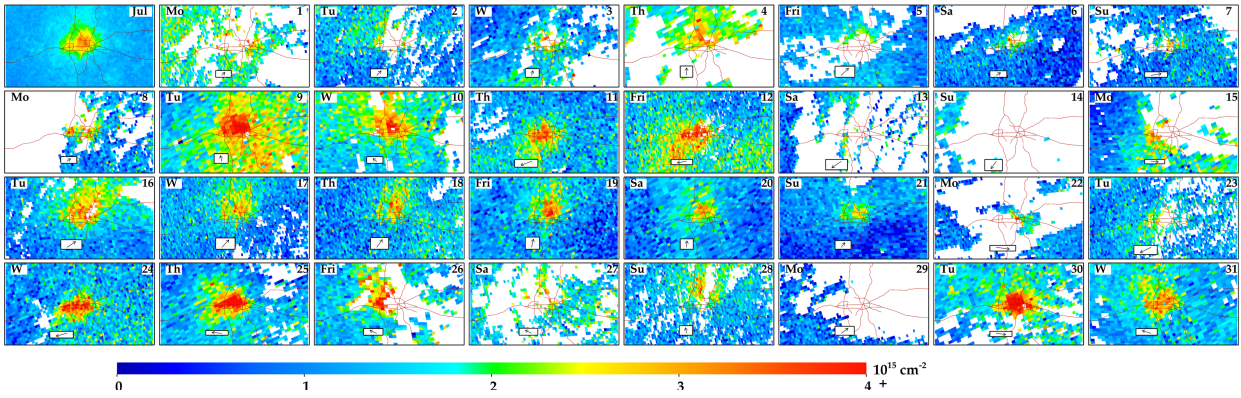 Jul Mo 1 Tu 2 W 3 Th 4 Fri 5 Sa 6 Su 7
Mo 8 Tu 9 W 10 Th 11 Fri 12 Sa 13 Su 14 Mo 15
Tu 16 W 17 Th 18 Fri 19 Sa 20 Su 21 Mo 22 Tu 23
W 24 Th 25 Fri 26 Sa 27 Su 28 Mo 29 Tu 30 W 31
0 1 2 3 4 + 10¹⁵ cm⁻²